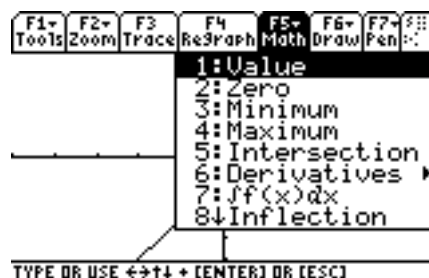 F1▾ F2▾ F3 F4 F5▾ F6▾ F7▾
Tools Zoom Trace Regraph Math Draw Pen
1:Value
2:Zero
3:Minimum
4:Maximum
5:Intersection
6:Derivatives ▸
7:∫f(x)dx
8↓Inflection
TYPE OR USE ←→↑↓ + [ENTER] OR [ESC]